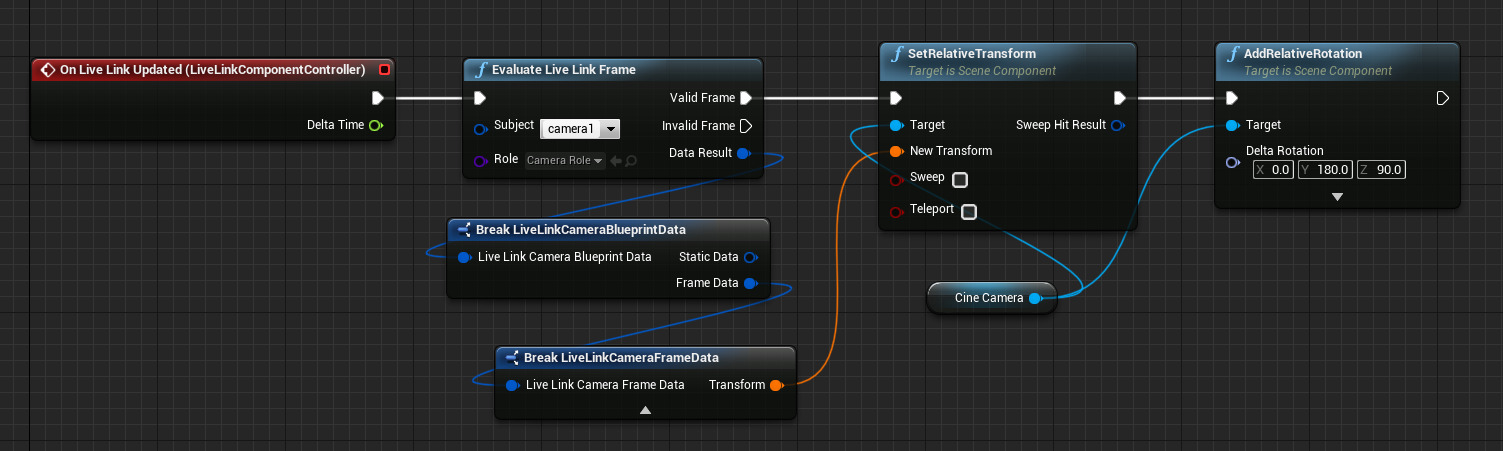 On Live Link Updated (LiveLinkComponentController)
Delta Time
Evaluate Live Link Frame
Valid Frame
Subject camera1 Invalid Frame
Data Result
Role Camera Role
Break LiveLinkCameraBlueprintData
Live Link Camera Blueprint Data Static Data
Frame Data
Break LiveLinkCameraFrameData
Live Link Camera Frame Data Transform
SetRelativeTransform
Target is Scene Component
Target Sweep Hit Result
New Transform
Sweep
Teleport
Cine Camera
AddRelativeRotation
Target is Scene Component
Target
Delta Rotation
X 0.0 Y 180.0 Z 90.0